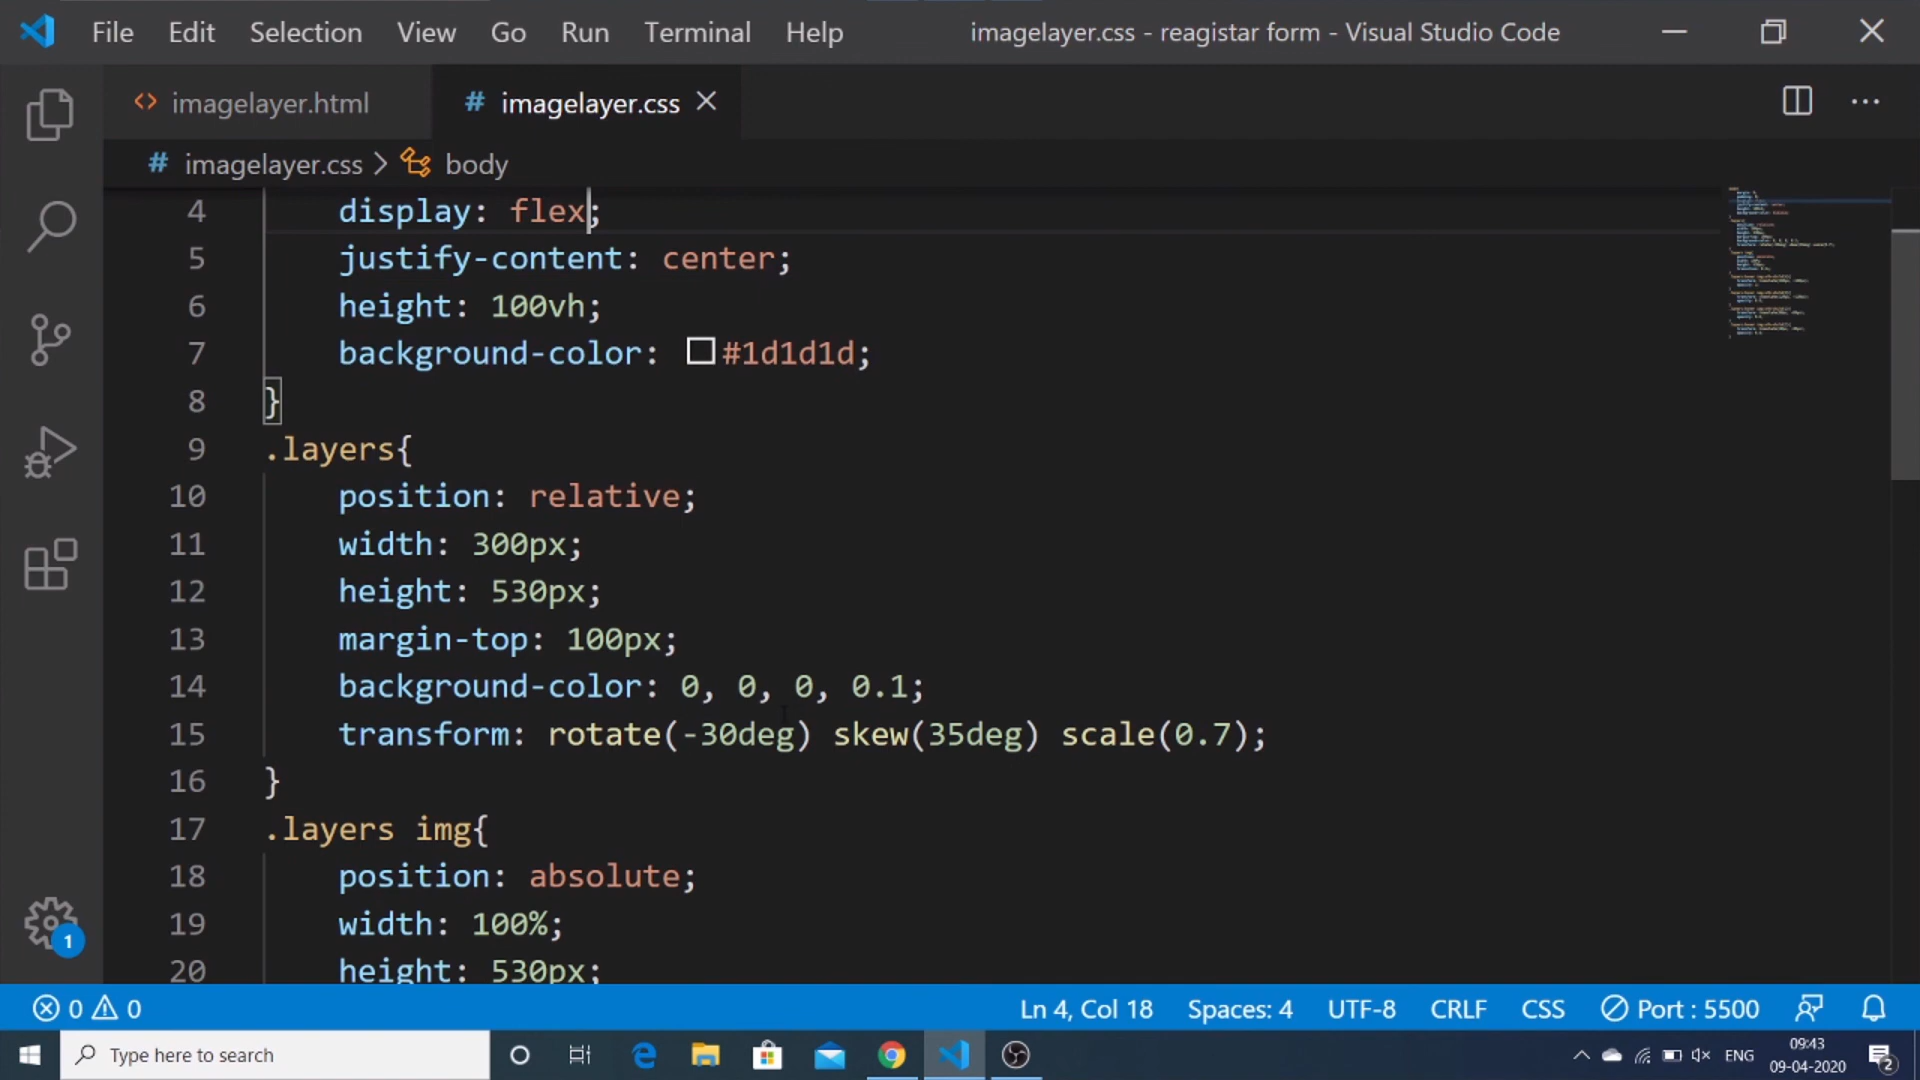 File Edit Selection View Go Run Terminal Help imagelayer.css - reagistar form - Visual Studio Code
<> imagelayer.html # imagelayer.css ×
# imagelayer.css > body
4 display: flex;
5 justify-content: center;
6 height: 100vh;
7 background-color: #1d1d1d;
8 }
9 .layers{
10 position: relative;
11 width: 300px;
12 height: 530px;
13 margin-top: 100px;
14 background-color: 0, 0, 0, 0.1;
15 transform: rotate(-30deg) skew(35deg) scale(0.7);
16 }
17 .layers img{
18 position: absolute;
19 width: 100%;
20 height: 530px;
1
0 0 Ln 4, Col 18 Spaces: 4 UTF-8 CRLF CSS Port : 5500
Type here to search ENG 09:43
09-04-2020 2